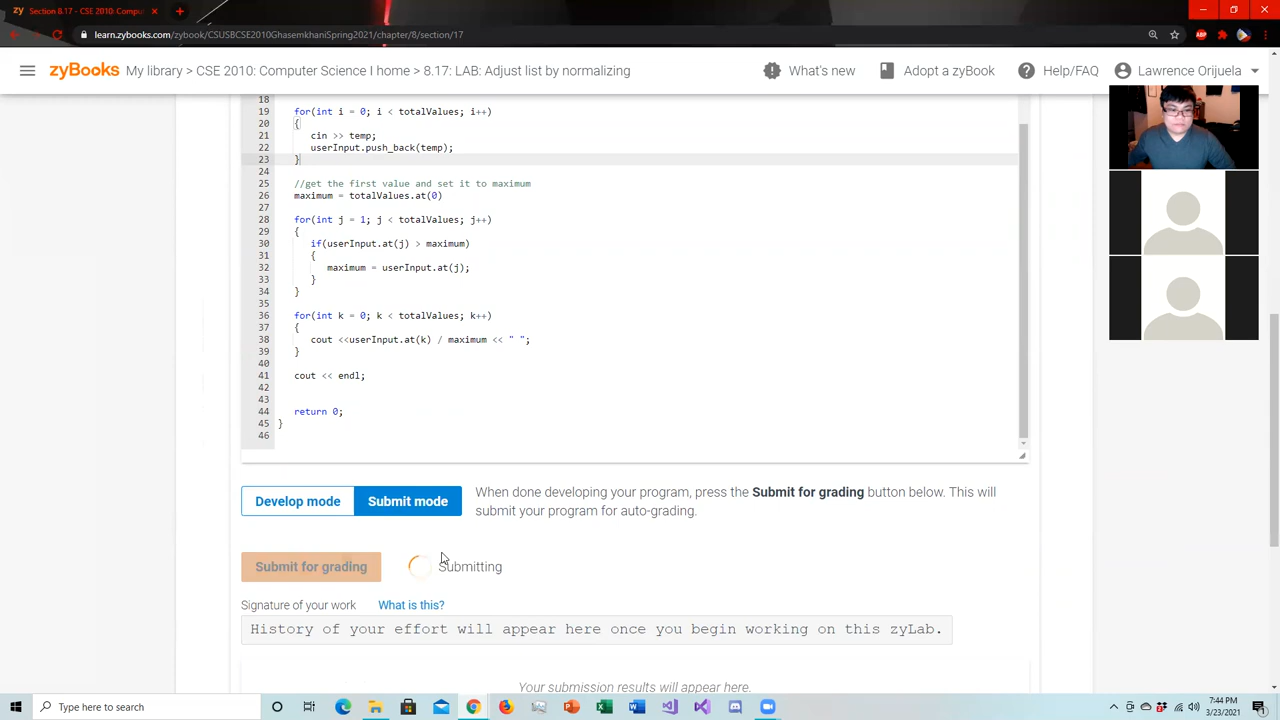 zy Section 8.17 - CSE 2010: Compu
learn.zybooks.com/zybook/CSUSBCSE2010GhasemkhaniSpring2021/chapter/8/section/17
zyBooks My library > CSE 2010: Computer Science I home > 8.17: LAB: Adjust list by normalizing What's new Adopt a zyBook Help/FAQ Lawrence Orijuela
18
19 for(int i = 0; i < totalValues; i++)
20 {
21 cin >> temp;
22 userInput.push_back(temp);
23 }
24
25 //get the first value and set it to maximum
26 maximum = totalValues.at(0)
27
28 for(int j = 1; j < totalValues; j++)
29 {
30 if(userInput.at(j) > maximum)
31 {
32 maximum = userInput.at(j);
33 }
34 }
35
36 for(int k = 0; k < totalValues; k++)
37 {
38 cout <<userInput.at(k) / maximum << " ";
39 }
40
41 cout << endl;
42
43
44 return 0;
45 }
46
Develop mode Submit mode When done developing your program, press the Submit for grading button below. This will
submit your program for auto-grading.
Submit for grading Submitting
Signature of your work What is this?
History of your effort will appear here once you begin working on this zyLab.
Your submission results will appear here.
Type here to search
7:44 PM
3/23/2021